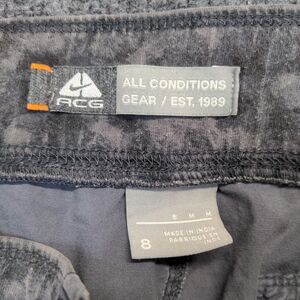 ALL CONDITIONS
GEAR / EST. 1989
ACG
S M M
8
MADE IN INDIA